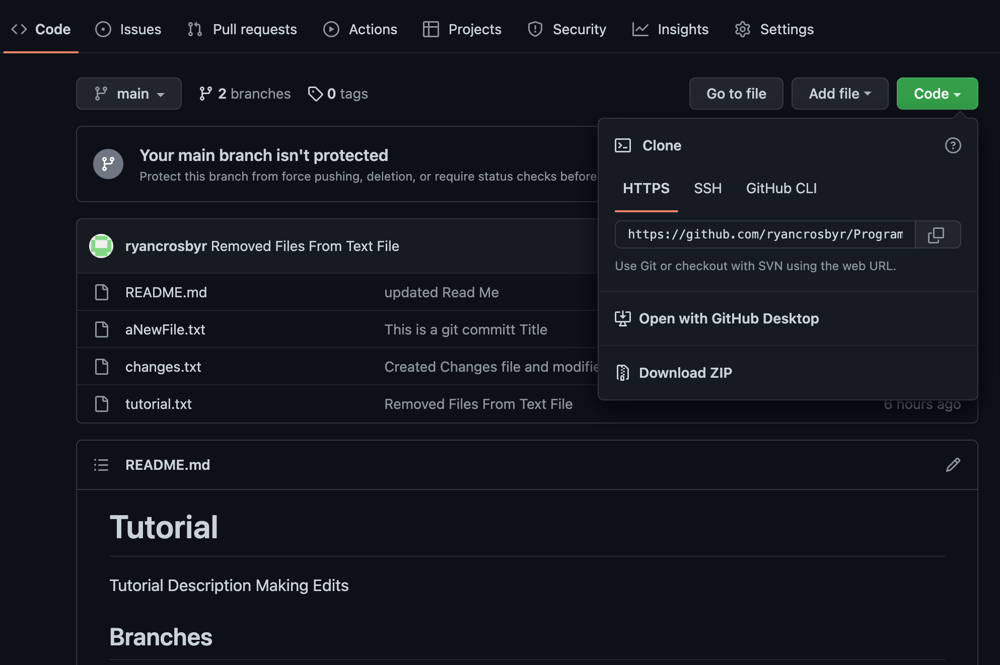 Code Issues Pull requests Actions Projects Security Insights Settings
main 2 branches 0 tags Go to file Add file Code
Your main branch isn't protected
Protect this branch from force pushing, deletion, or require status checks before
Clone
HTTPS SSH GitHub CLI
https://github.com/ryancrosbyr/Program
Use Git or checkout with SVN using the web URL.
Open with GitHub Desktop
Download ZIP
ryancrosbyr Removed Files From Text File
README.md updated Read Me
aNewFile.txt This is a git committ Title
changes.txt Created Changes file and modifie
tutorial.txt Removed Files From Text File 6 hours ago
README.md
Tutorial
Tutorial Description Making Edits
Branches